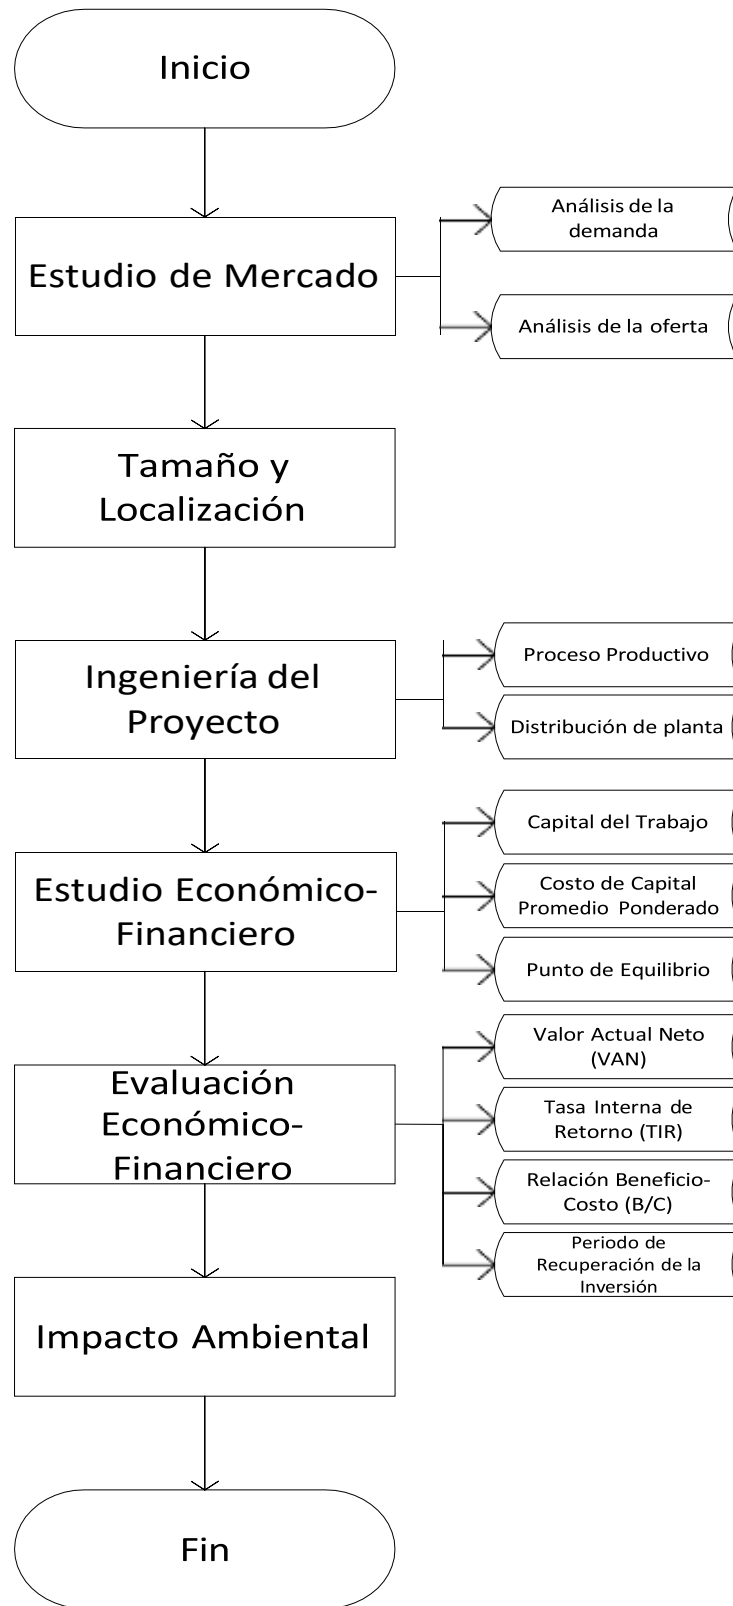 Inicio
Estudio de Mercado
Análisis de la
demanda
Análisis de la oferta
Tamaño y
Localización
Ingeniería del
Proyecto
Proceso Productivo
Distribución de planta
Estudio Económico-
Financiero
Capital del Trabajo
Costo de Capital
Promedio Ponderado
Punto de Equilibrio
Evaluación
Económico-
Financiero
Valor Actual Neto
(VAN)
Tasa Interna de
Retorno (TIR)
Relación Beneficio-
Costo (B/C)
Periodo de
Recuperación de la
Inversión
Impacto Ambiental
Fin